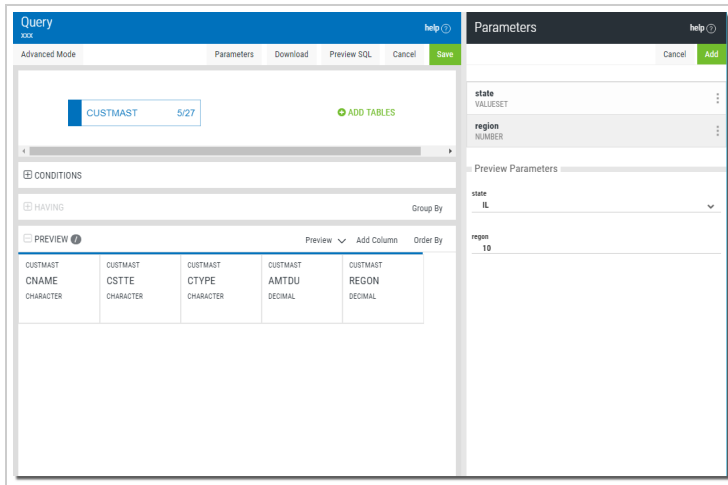 Query
help ?
xxx
Advanced Mode
Parameters
Download
Preview SQL
Cancel
Save
CUSTMAST 5/27
ADD TABLES
CONDITIONS
HAVING
Group By
PREVIEW i
Preview
Add Column
Order By
CUSTMAST
CNAME
CHARACTER
CUSTMAST
CSTTE
CHARACTER
CUSTMAST
CTYPE
CHARACTER
CUSTMAST
AMTDU
DECIMAL
CUSTMAST
REGON
DECIMAL
Parameters
help ?
Cancel
Add
state
VALUESET
region
NUMBER
Preview Parameters
state
IL
regon
10